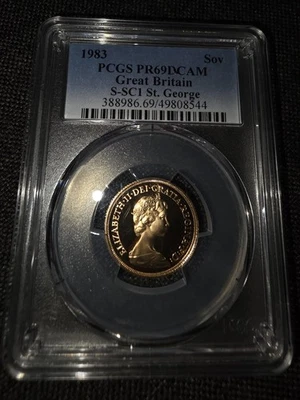 1983 Sov
PCGS PR69DCAM
Great Britain
S-SC1 St. George
388986.69/49808544
ELIZABETH·II·DEI·GRATIA·REGINA·F:D: